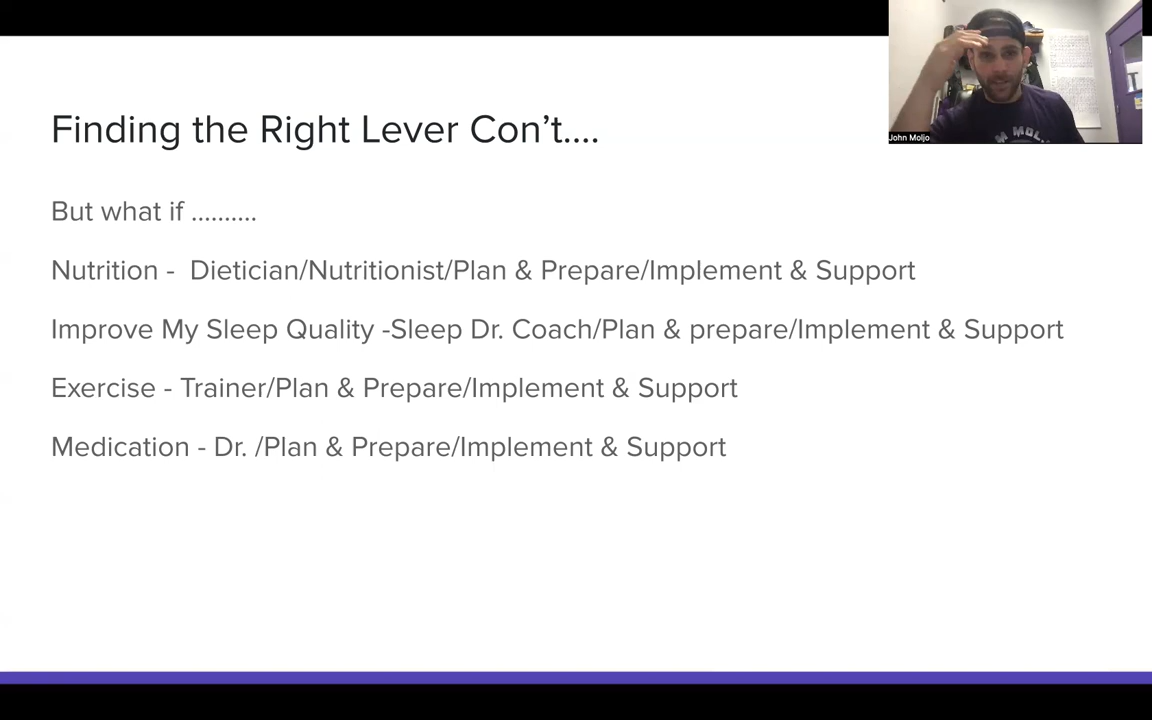 Finding the Right Lever Con’t....
But what if ..........
Nutrition -  Dietician/Nutritionist/Plan & Prepare/Implement & Support
Improve My Sleep Quality -Sleep Dr. Coach/Plan & prepare/Implement & Support
Exercise - Trainer/Plan & Prepare/Implement & Support
Medication - Dr. /Plan & Prepare/Implement & Support
John Moljo